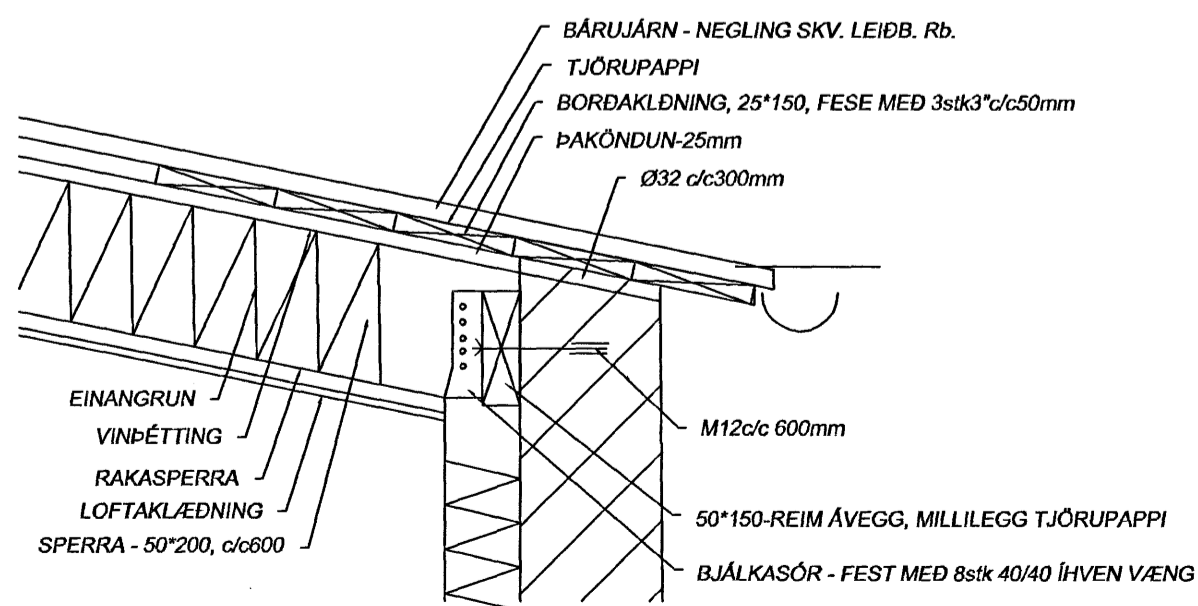 BÁRUJÁRN - NEGLING SKV. LEIÐB. Rb.
TJÖRUPAPPI
BORÐAKLÐNING, 25*150, FESE MEÐ 3stk3"c/c50mm
ÞAKÖNDUN-25mm
Ø32 c/c300mm
EINANGRUN
VINÞÉTTING
RAKASPERRA
LOFTAKLÆÐNING
SPERRA - 50*200, c/c600
M12c/c 600mm
50*150-REIM ÁVEGG, MILLILEGG TJÖRUPAPPI
BJÁLKASÓR - FEST MEÐ 8stk 40/40 ÍHVEN VÆNG